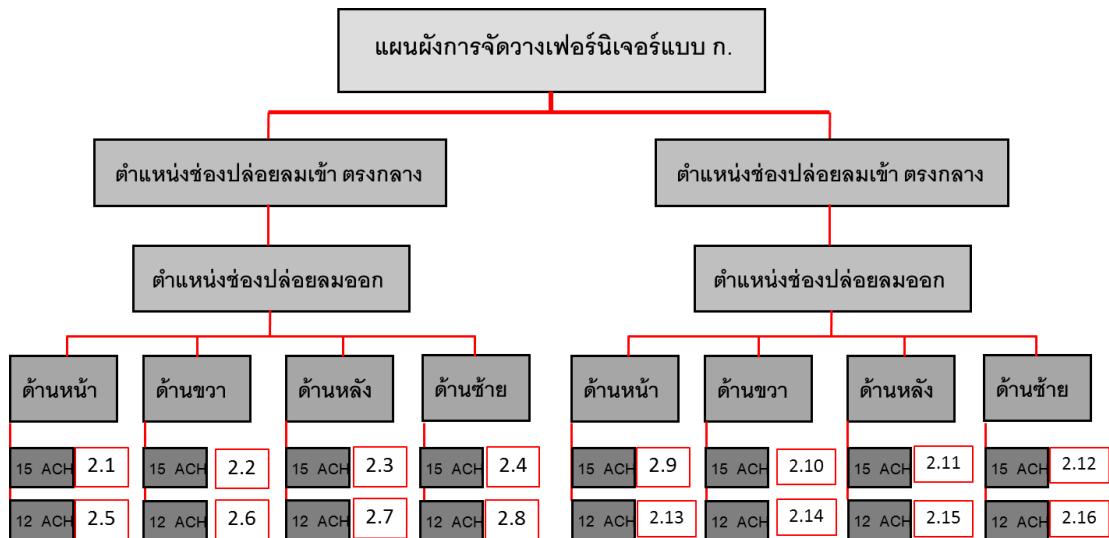 แผนผังการจัดวางเฟอร์นิเจอร์แบบ ก.
ตำแหน่งช่องปล่อยลมเข้า ตรงกลาง
ตำแหน่งช่องปล่อยลมเข้า ตรงกลาง
ตำแหน่งช่องปล่อยลมออก
ตำแหน่งช่องปล่อยลมออก
ด้านหน้า ด้านขวา ด้านหลัง ด้านซ้าย ด้านหน้า ด้านขวา ด้านหลัง ด้านซ้าย
15 ACH 2.1 15 ACH 2.2 15 ACH 2.3 15 ACH 2.4 15 ACH 2.9 15 ACH 2.10 15 ACH 2.11 15 ACH 2.12
12 ACH 2.5 12 ACH 2.6 12 ACH 2.7 12 ACH 2.8 12 ACH 2.13 12 ACH 2.14 12 ACH 2.15 12 ACH 2.16